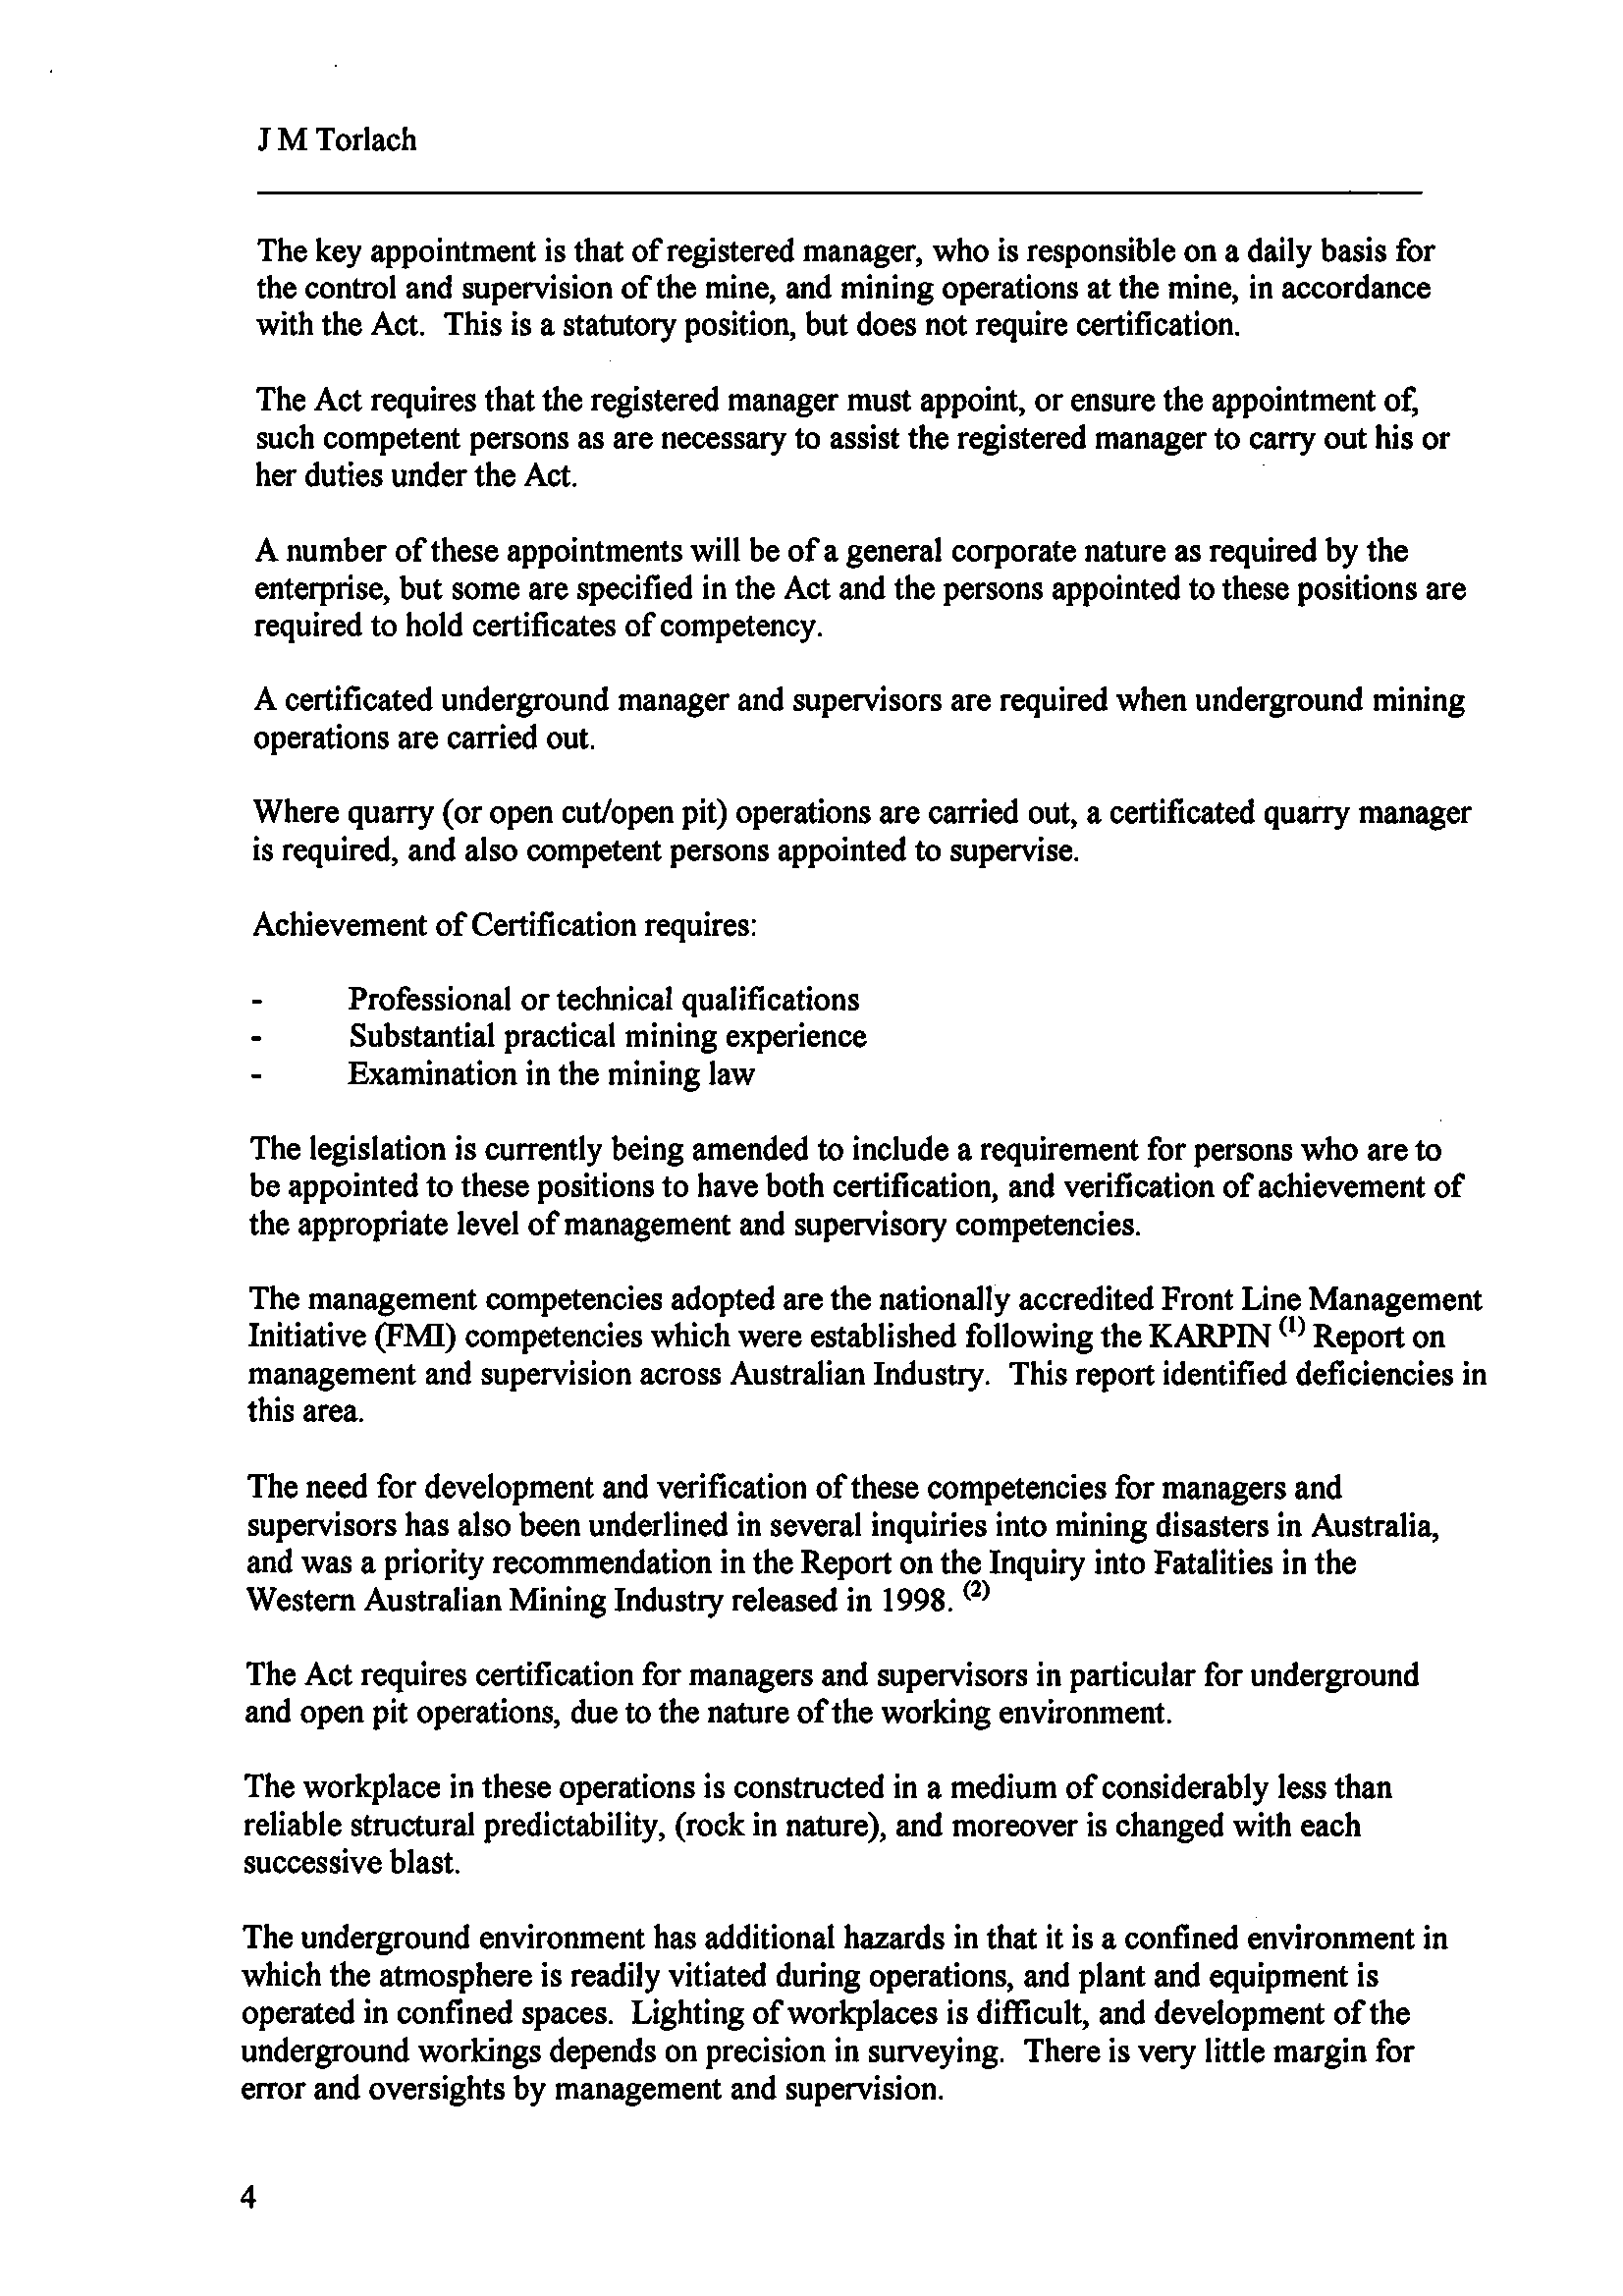 J M Torlach
The key appointment is that of registered manager, who is responsible on a daily basis for
the control and supervision of the mine, and mining operations at the mine, in accordance
with the Act. This is a statutory position, but does not require certification.
The Act requires that the registered manager must appoint, or ensure the appointment of,
such competent persons as are necessary to assist the registered manager to carry out his or
her duties under the Act.
A number of these appointments will be of a general corporate nature as required by the
enterprise, but some are specified in the Act and the persons appointed to these positions are
required to hold certificates of competency.
A certificated underground manager and supervisors are required when underground mining
operations are carried out.
Where quarry (or open cut/open pit) operations are carried out, a certificated quarry manager
is required, and also competent persons appointed to supervise.
Achievement of Certification requires:
- Professional or technical qualifications
- Substantial practical mining experience
- Examination in the mining law
The legislation is currently being amended to include a requirement for persons who are to
be appointed to these positions to have both certification, and verification of achievement of
the appropriate level of management and supervisory competencies.
The management competencies adopted are the nationally accredited Front Line Management
Initiative (FMI) competencies which were established following the KARPIN (1) Report on
management and supervision across Australian Industry. This report identified deficiencies in
this area.
The need for development and verification of these competencies for managers and
supervisors has also been underlined in several inquiries into mining disasters in Australia,
and was a priority recommendation in the Report on the Inquiry into Fatalities in the
Western Australian Mining Industry released in 1998. (2)
The Act requires certification for managers and supervisors in particular for underground
and open pit operations, due to the nature of the working environment.
The workplace in these operations is constructed in a medium of considerably less than
reliable structural predictability, (rock in nature), and moreover is changed with each
successive blast.
The underground environment has additional hazards in that it is a confined environment in
which the atmosphere is readily vitiated during operations, and plant and equipment is
operated in confined spaces. Lighting of workplaces is difficult, and development of the
underground workings depends on precision in surveying. There is very little margin for
error and oversights by management and supervision.
4